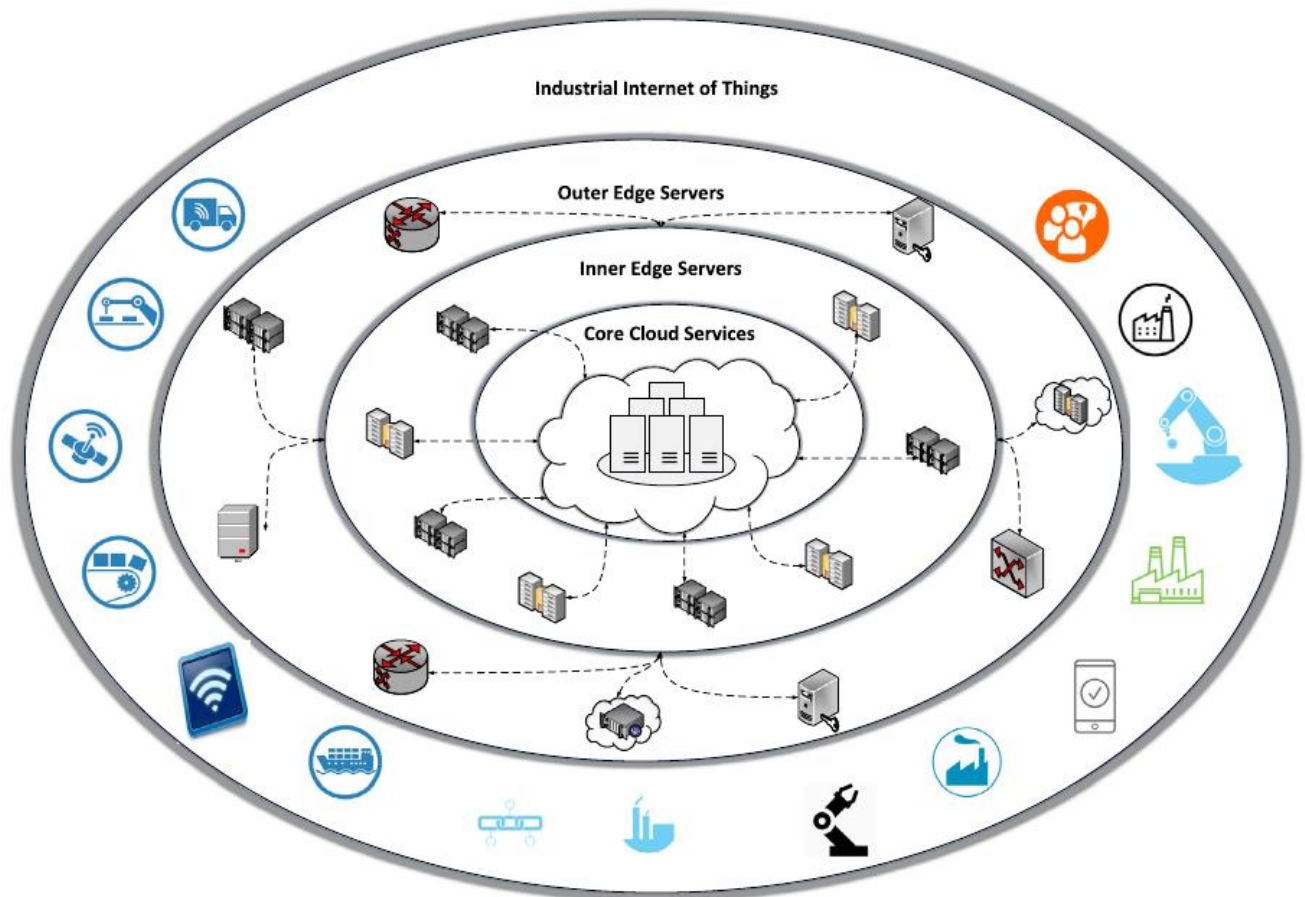 Industrial Internet of Things
Outer Edge Servers
Inner Edge Servers
Core Cloud Services